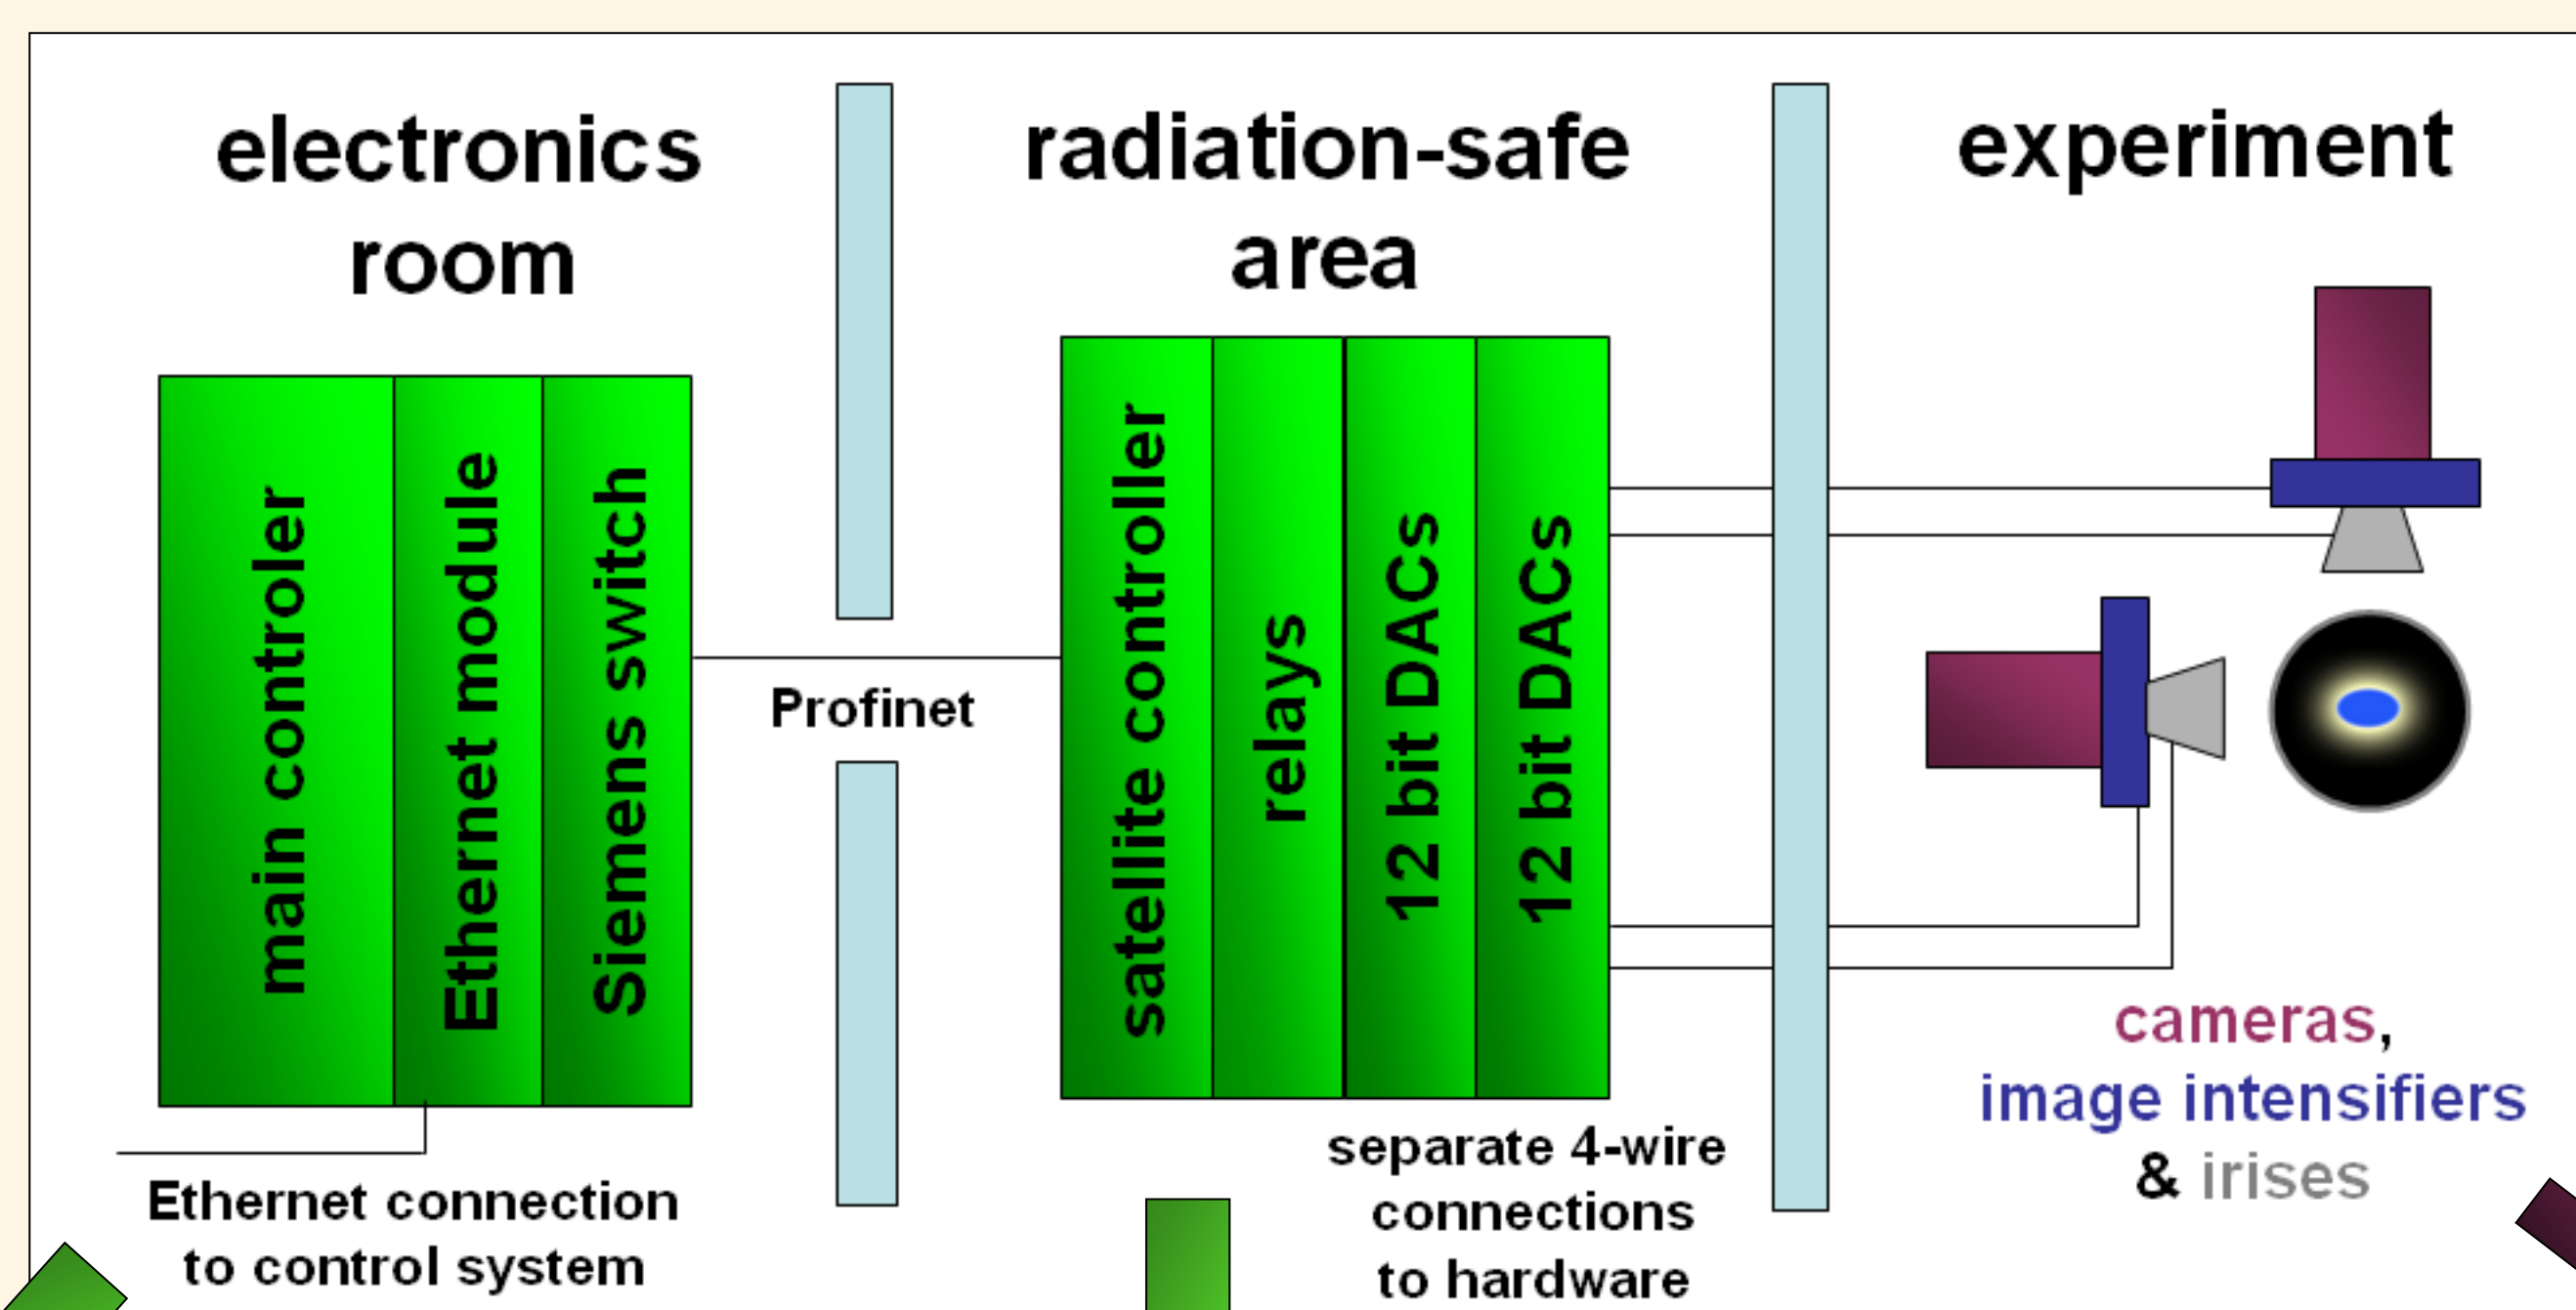 electronics
room
radiation-safe
area
experiment
main controler
Ethernet module
Siemens switch
Profinet
satellite controller
relays
12 bit DACs
12 bit DACs
Ethernet connection
to control system
separate 4-wire
connections
to hardware
cameras,
image intensifiers
& irises